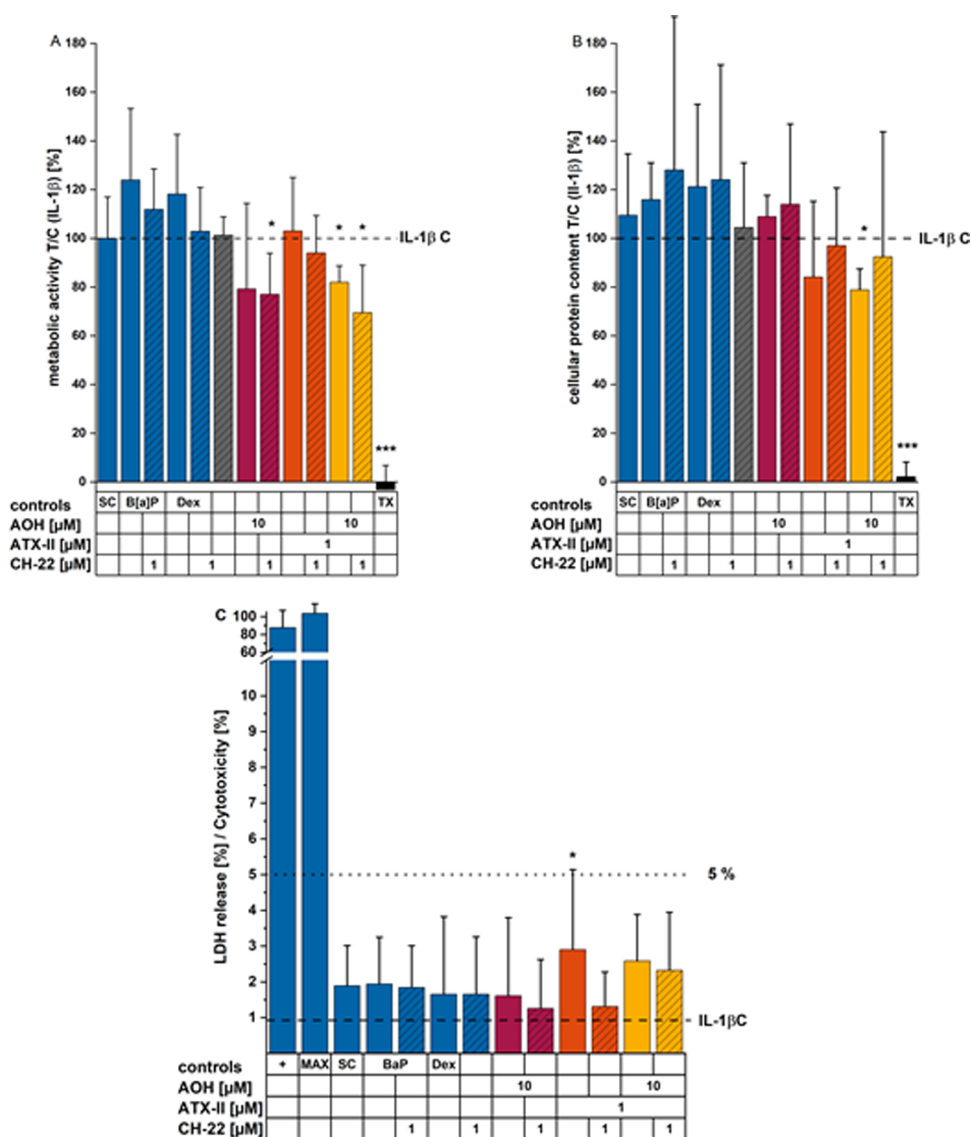 A
metabolic activity T/C (IL-1β) [%]
180
160
140
120
100
80
60
40
20
0
* * *
***
IL-1β C
controls SC B[a]P Dex TX
AOH [µM] 10 10
ATX-II [µM] 1
CH-22 [µM] 1 1 1 1 1
B
cellular protein content T/C (Il-1β) [%]
180
160
140
120
100
80
60
40
20
0
*
***
IL-1β C
controls SC B[a]P Dex TX
AOH [µM] 10 10
ATX-II [µM] 1
CH-22 [µM] 1 1 1 1 1
C
LDH release [%] / Cytotoxicity [%]
100
80
60
10
9
8
7
6
5
4
3
2
1
*
5 %
IL-1βC
controls + MAX SC BaP Dex
AOH [µM] 10 10
ATX-II [µM] 1
CH-22 [µM] 1 1 1 1 1